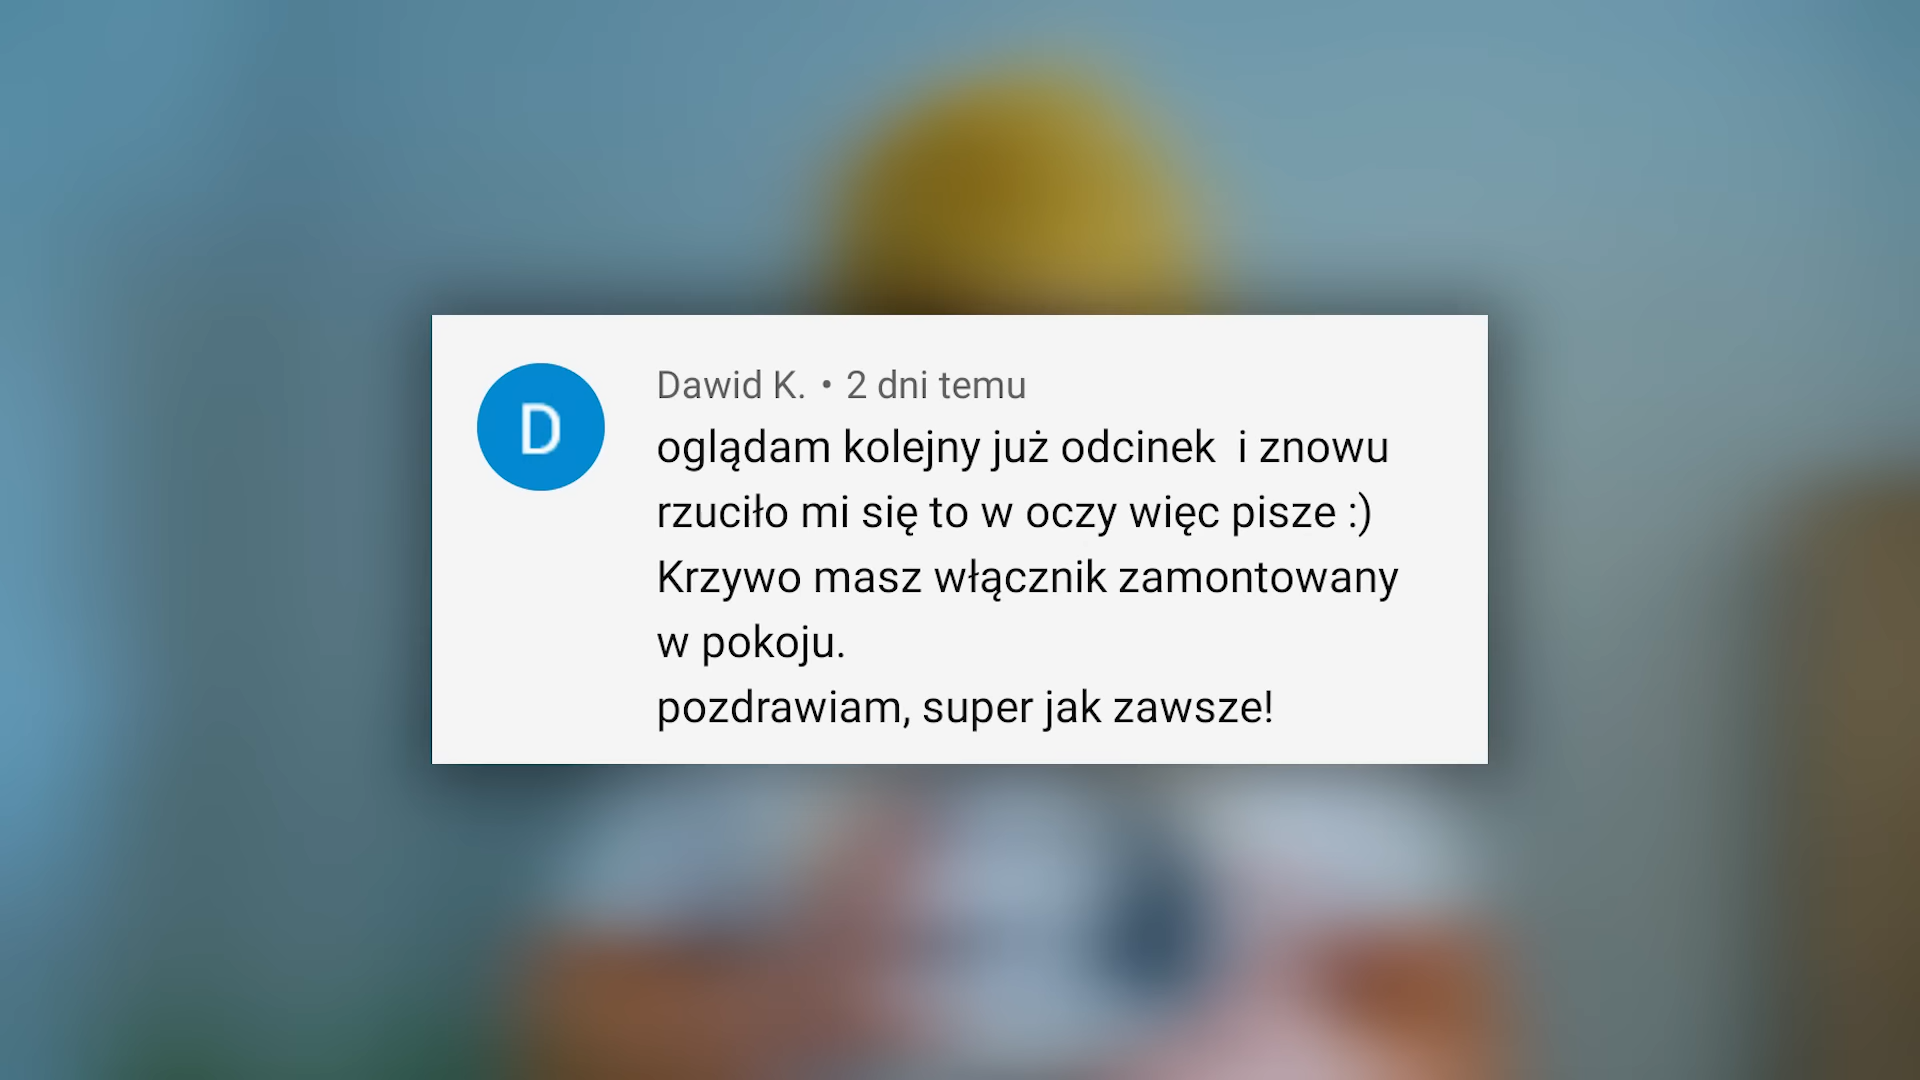 D
Dawid K. • 2 dni temu
oglądam kolejny już odcinek  i znowu
rzuciło mi się to w oczy więc pisze :)
Krzywo masz włącznik zamontowany
w pokoju.
pozdrawiam, super jak zawsze!